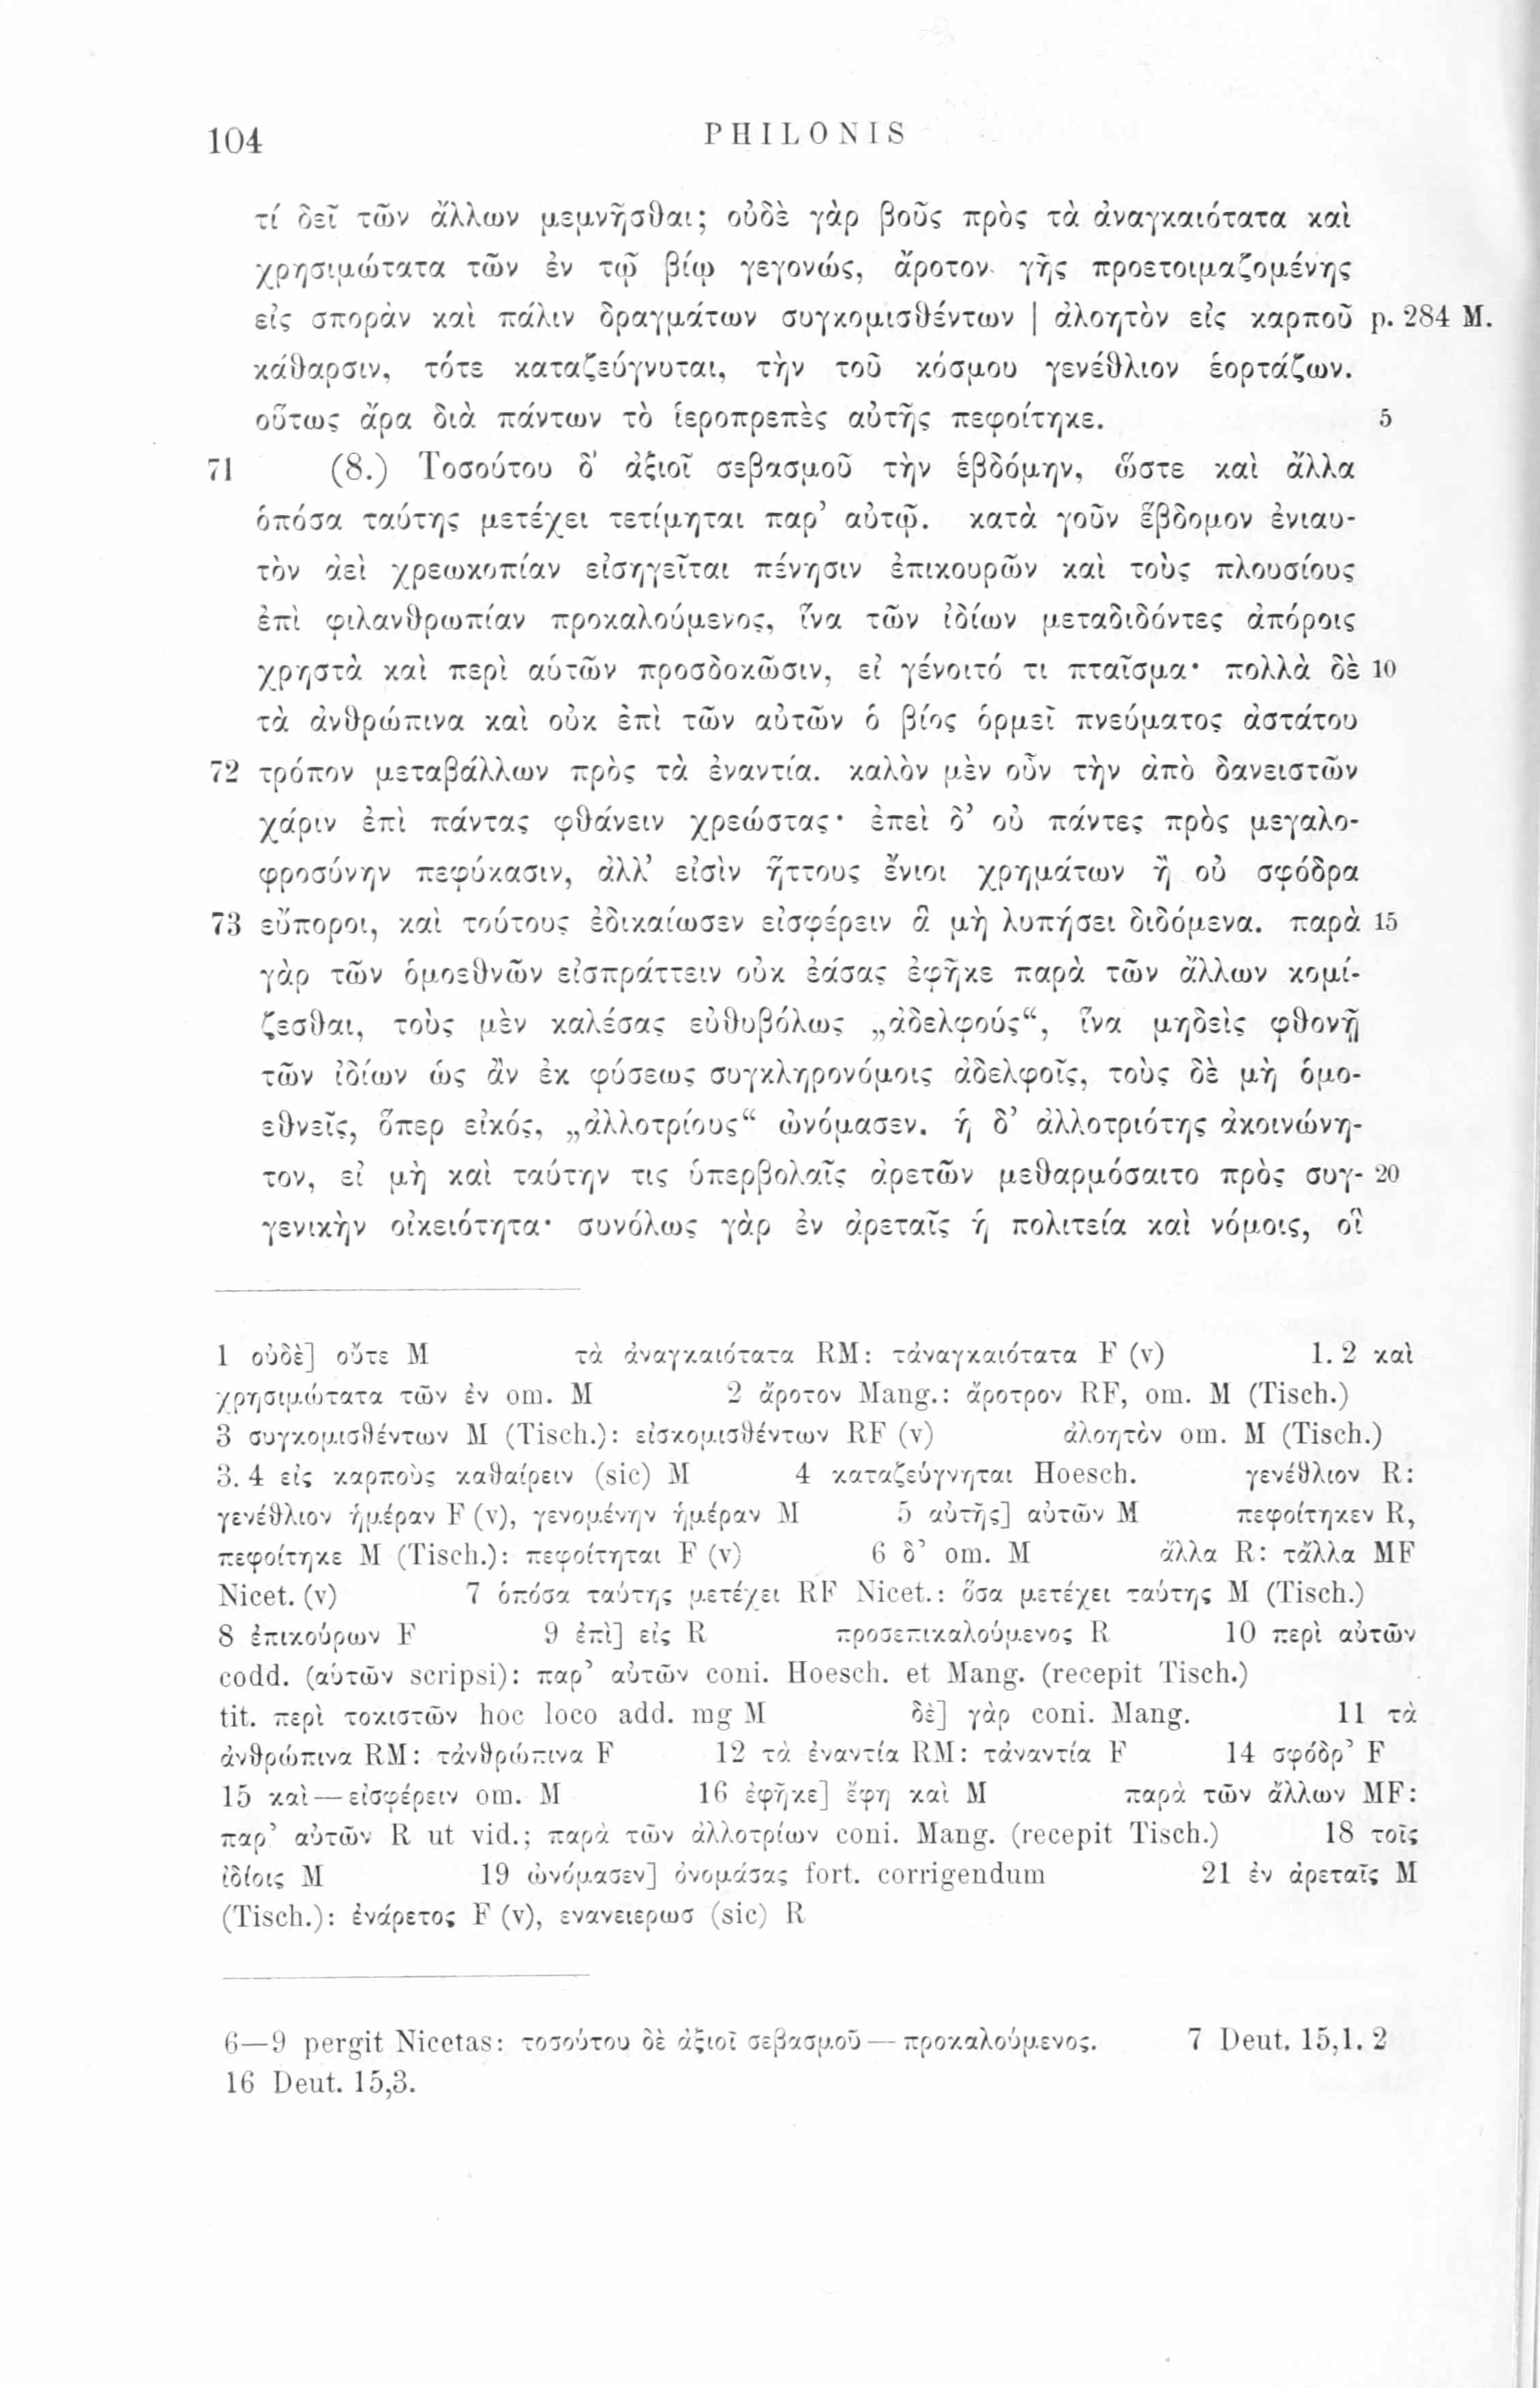 104 PHILONIS
τί δεῖ τῶν ἄλλων μεμνῆσθαι; οὐδὲ γὰρ βοῦς πρὸς τὰ ἀναγκαιότατα καὶ
χρησιμώτατα τῶν ἐν τῷ βίῳ γεγονώς, ἄροτον γῆς προετοιμαζομένης
εἰς σπορὰν καὶ πάλιν δραγμάτων συγκομισθέντων | ἀλοητὸν εἰς καρποῦ p. 284 M.
κάθαρσιν, τότε καταζεύγνυται, τὴν τοῦ κόσμου γενέθλιον ἑορτάζων.
οὕτως ἄρα διὰ πάντων τὸ ἱεροπρεπὲς αὐτῆς πεφοίτηκε. 5
71 (8.) Τοσούτου δ' ἀξιοῖ σεβασμοῦ τὴν ἑβδόμην, ὥστε καὶ ἄλλα
ὁπόσα ταύτης μετέχει τετίμηται παρ’ αὐτῷ. κατὰ γοῦν ἕβδομον ἐνιαυ-
τὸν ἀεὶ χρεωκοπίαν εἰσηγεῖται πένησιν ἐπικουρῶν καὶ τοὺς πλουσίους
ἐπὶ φιλανθρωπίαν προκαλούμενος, ἵνα τῶν ἰδίων μεταδιδόντες ἀπόροις
χρηστὰ καὶ περὶ αὑτῶν προσδοκῶσιν, εἰ γένοιτό τι πταῖσμα· πολλὰ δὲ 10
τὰ ἀνθρώπινα καὶ οὐκ ἐπὶ τῶν αὐτῶν ὁ βίος ὁρμεῖ πνεύματος ἀστάτου
72 τρόπον μεταβάλλων πρὸς τὰ ἐναντία. καλὸν μὲν οὖν τὴν ἀπὸ δανειστῶν
χάριν ἐπὶ πάντας φθάνειν χρεώστας· ἐπεὶ δ’ οὐ πάντες πρὸς μεγαλο-
φροσύνην πεφύκασιν, ἀλλ’ εἰσὶν ἥττους ἔνιοι χρημάτων ἢ οὐ σφόδρα
73 εὔποροι, καὶ τούτους ἐδικαίωσεν εἰσφέρειν ἃ μὴ λυπήσει διδόμενα. παρὰ 15
γὰρ τῶν ὁμοεθνῶν εἰσπράττειν οὐκ ἐάσας ἐφῆκε παρὰ τῶν ἄλλων κομί-
ζεσθαι, τοὺς μὲν καλέσας εὐθυβόλως „ἀδελφούς“, ἵνα μηδεὶς φθονῇ
τῶν ἰδίων ὡς ἂν ἐκ φύσεως συγκληρονόμοις ἀδελφοῖς, τοὺς δὲ μὴ ὁμο-
εθνεῖς, ὅπερ εἰκός, „ἀλλοτρίους“ ὠνόμασεν. ἡ δ’ ἀλλοτριότης ἀκοινώνη-
τον, εἰ μὴ καὶ ταύτην τις ὑπερβολαῖς ἀρετῶν μεθαρμόσαιτο πρὸς συγ- 20
γενικὴν οἰκειότητα· συνόλως γὰρ ἐν ἀρεταῖς ἡ πολιτεία καὶ νόμοις, οἳ
1 οὐδὲ] οὔτε M τὰ ἀναγκαιότατα RM: τἀναγκαιότατα F (v) 1. 2 καὶ
χρησιμώτατα τῶν ἐν om. M 2 ἄροτον Mang.: ἄροτρον RF, om. M (Tisch.)
3 συγκομισθέντων M (Tisch.): εἰσκομισθέντων RF (v) ἀλοητὸν om. M (Tisch.)
3. 4 εἰς καρποὺς καθαίρειν (sic) M 4 καταζεύγνηται Hoesch. γενέθλιον R:
γενέθλιον ἡμέραν F (v), γενομένην ἡμέραν M 5 αὐτῆς] αὐτῶν M πεφοίτηκεν R,
πεφοίτηκε M (Tisch.): πεφοίτηται F (v) 6 δ’ om. M ἄλλα R: τἄλλα MF
Nicet. (v) 7 ὁπόσα ταύτης μετέχει RF Nicet.: ὅσα μετέχει ταύτης M (Tisch.)
8 ἐπικούρων F 9 ἐπὶ] εἰς R προσεπικαλούμενος R 10 περὶ αὐτῶν
codd. (αὑτῶν scripsi): παρ’ αὐτῶν coni. Hoesch. et Mang. (recepit Tisch.)
tit. περὶ τοκιστῶν hoc loco add. mg M δὲ] γὰρ coni. Mang. 11 τὰ
ἀνθρώπινα RM: τἀνθρώπινα F 12 τὰ ἐναντία RM: τἀναντία F 14 σφόδρ’ F
15 καὶ—εἰσφέρειν om. M 16 ἐφῆκε] ἔφη καὶ M παρὰ τῶν ἄλλων MF:
παρ’ αὐτῶν R ut vid.; παρὰ τῶν ἀλλοτρίων coni. Mang. (recepit Tisch.) 18 τοῖς
ἰδίοις M 19 ὠνόμασεν] ὀνομάσας fort. corrigendum 21 ἐν ἀρεταῖς M
(Tisch.): ἐνάρετος F (v), ενανειερωσ (sic) R
6—9 pergit Nicetas: τοσούτου δὲ ἀξιοῖ σεβασμοῦ — προκαλούμενος. 7 Deut. 15,1. 2
16 Deut. 15,3.